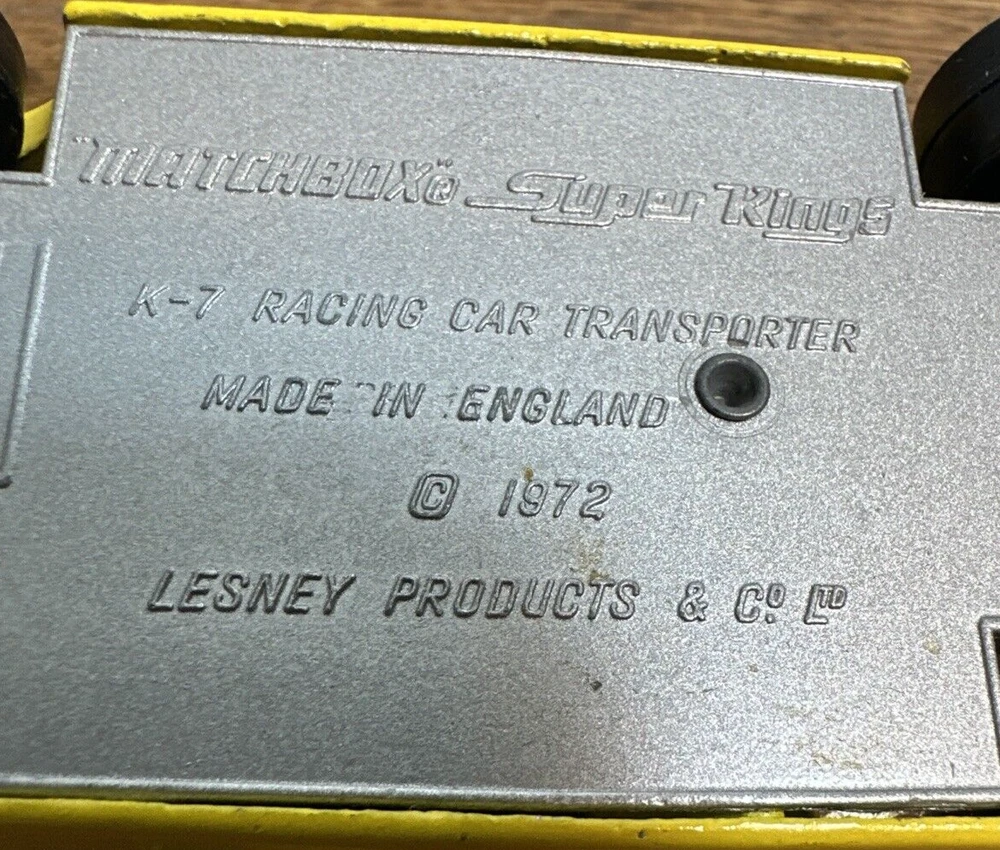 "MATCHBOX"® Super Kings
K-7 RACING CAR TRANSPORTER
MADE IN ENGLAND
© 1972
LESNEY PRODUCTS & Cº. LTD